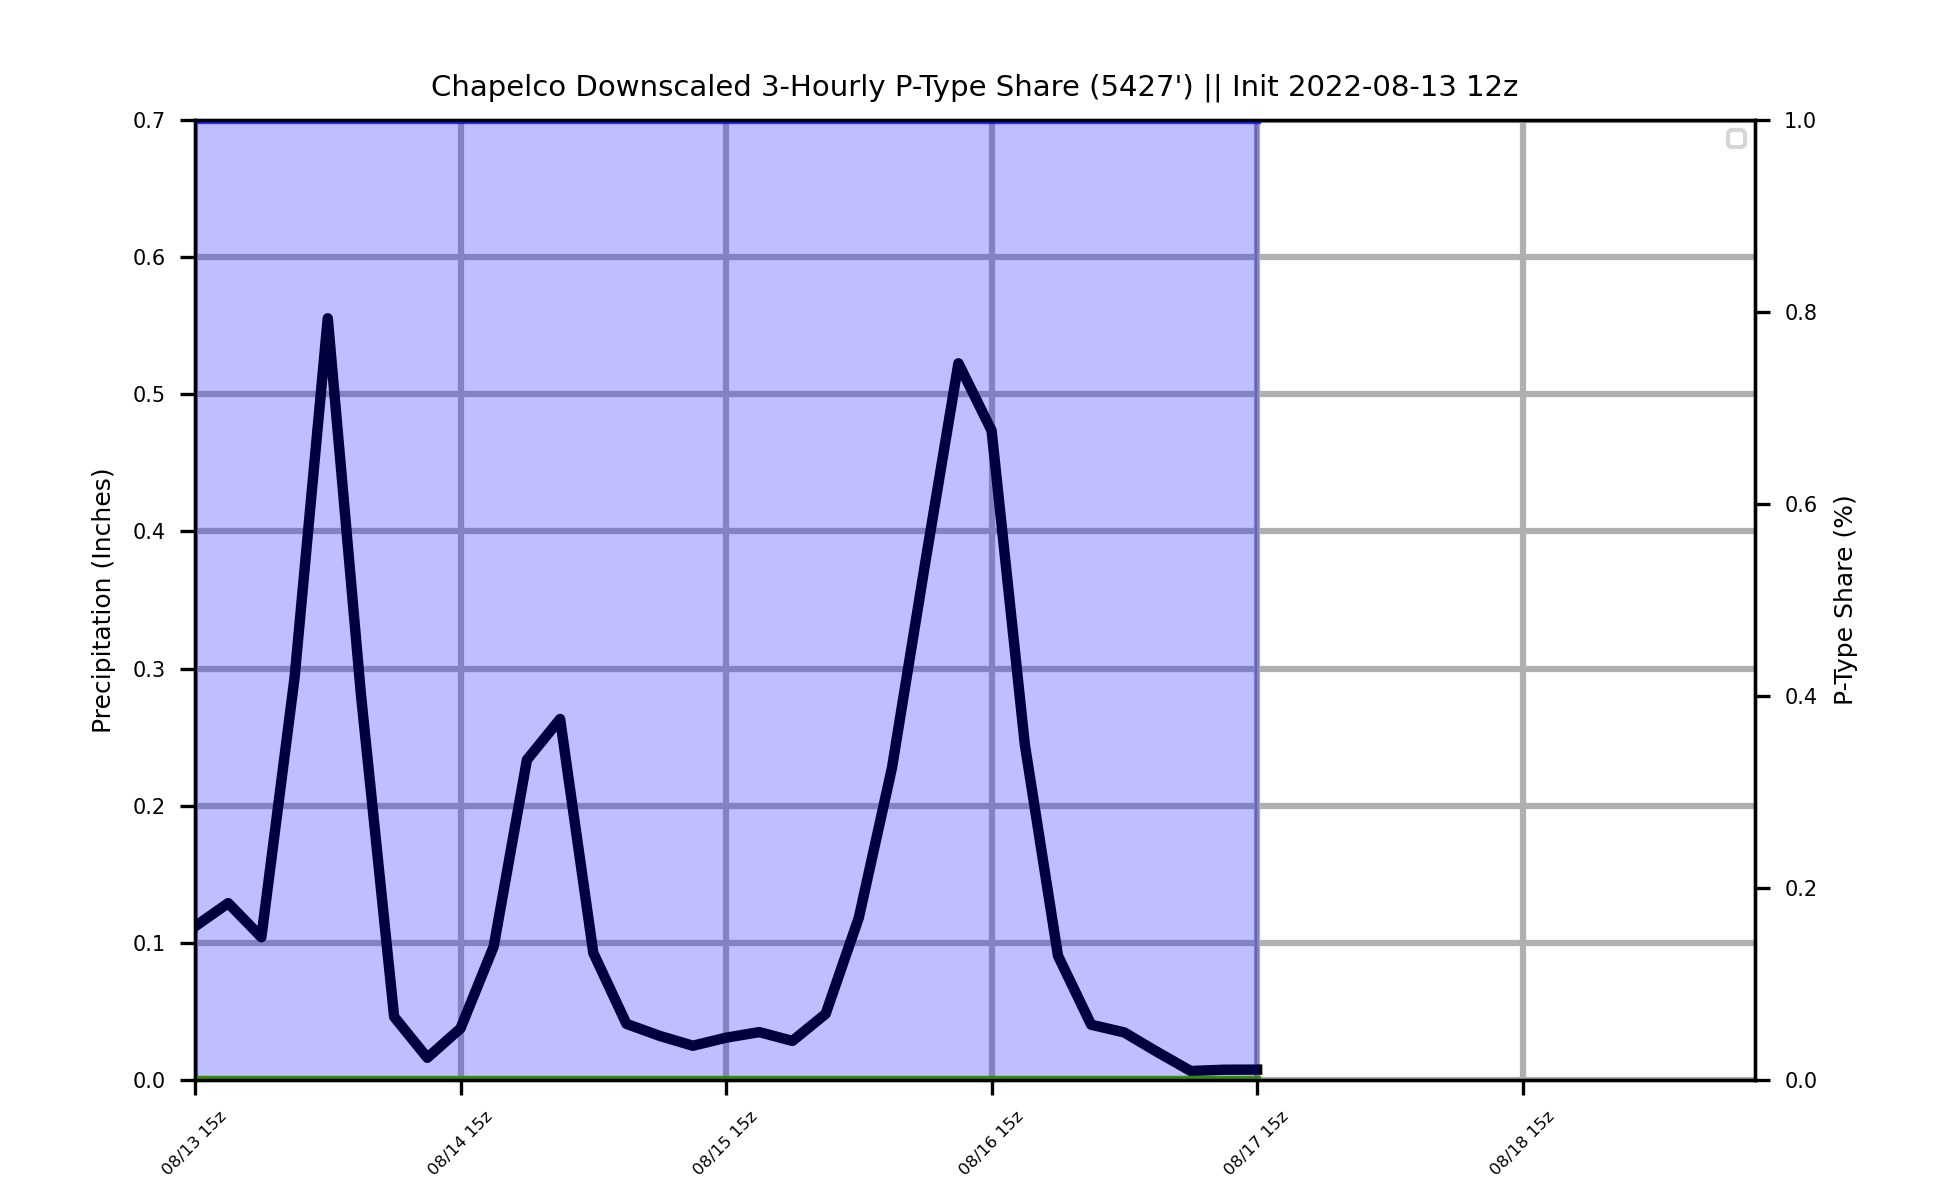 Chapelco Downscaled 3-Hourly P-Type Share (5427') || Init 2022-08-13 12z
Precipitation (Inches)
0.7
0.6
0.5
0.4
0.3
0.2
0.1
0.0
1.0
0.8
0.6
0.4
0.2
0.0
P-Type Share (%)
08/13 15z
08/14 15z
08/15 15z
08/16 15z
08/17 15z
08/18 15z